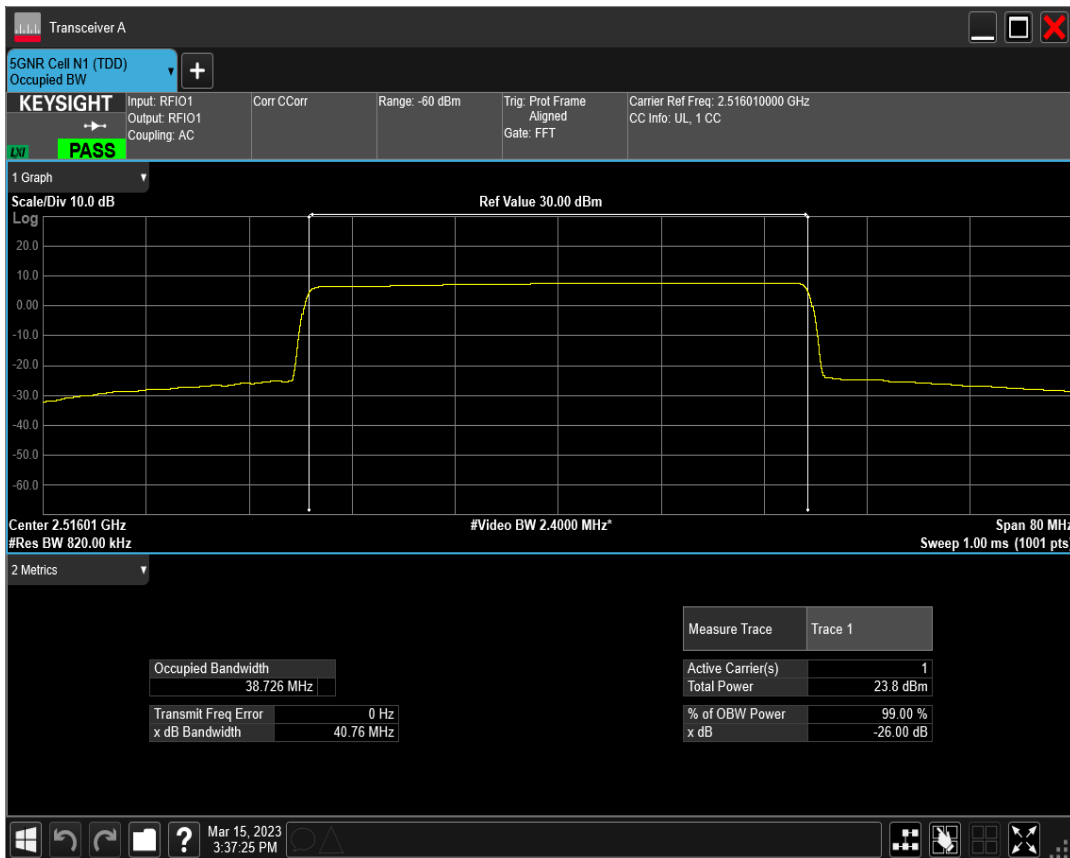 Transceiver A
5GNR Cell N1 (TDD)
Occupied BW
+
KEYSIGHT
LXI
PASS
Input: RFIO1
Output: RFIO1
Coupling: AC
Corr CCorr
Range: -60 dBm
Trig: Prot Frame
Aligned
Gate: FFT
Carrier Ref Freq: 2.516010000 GHz
CC Info: UL, 1 CC
1 Graph
Scale/Div 10.0 dB
Ref Value 30.00 dBm
Log
20.0
10.0
0.00
-10.0
-20.0
-30.0
-40.0
-50.0
-60.0
Center 2.51601 GHz
#Video BW 2.4000 MHz*
Span 80 MHz
#Res BW 820.00 kHz
Sweep 1.00 ms (1001 pts)
2 Metrics
Measure Trace Trace 1
Occupied Bandwidth
38.726 MHz
Active Carrier(s) 1
Total Power 23.8 dBm
Transmit Freq Error 0 Hz
x dB Bandwidth 40.76 MHz
% of OBW Power 99.00 %
x dB -26.00 dB
?
Mar 15, 2023
3:37:25 PM